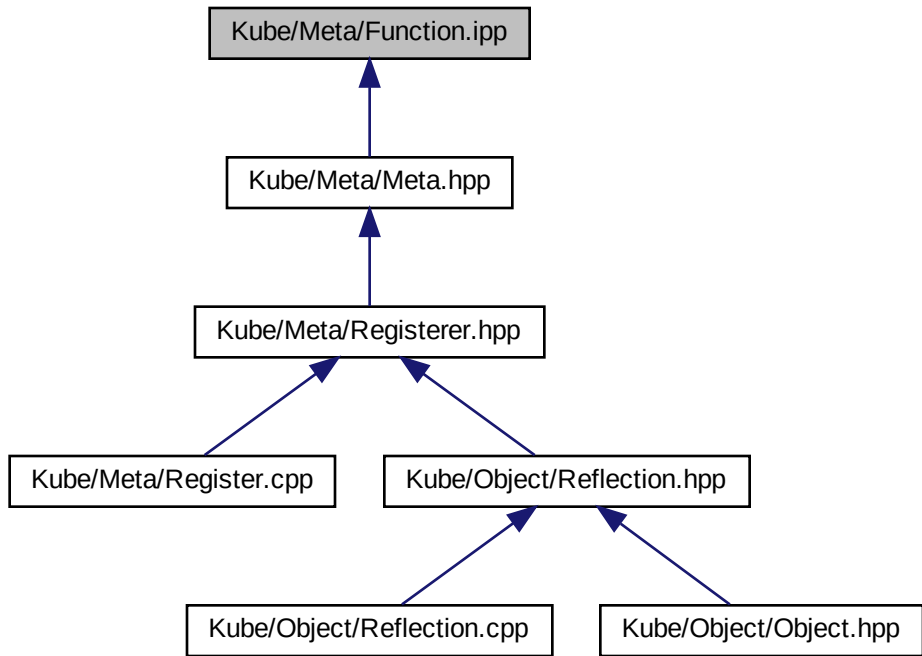 Kube/Meta/Function.ipp
Kube/Meta/Meta.hpp
Kube/Meta/Registerer.hpp
Kube/Meta/Register.cpp
Kube/Object/Reflection.hpp
Kube/Object/Reflection.cpp
Kube/Object/Object.hpp